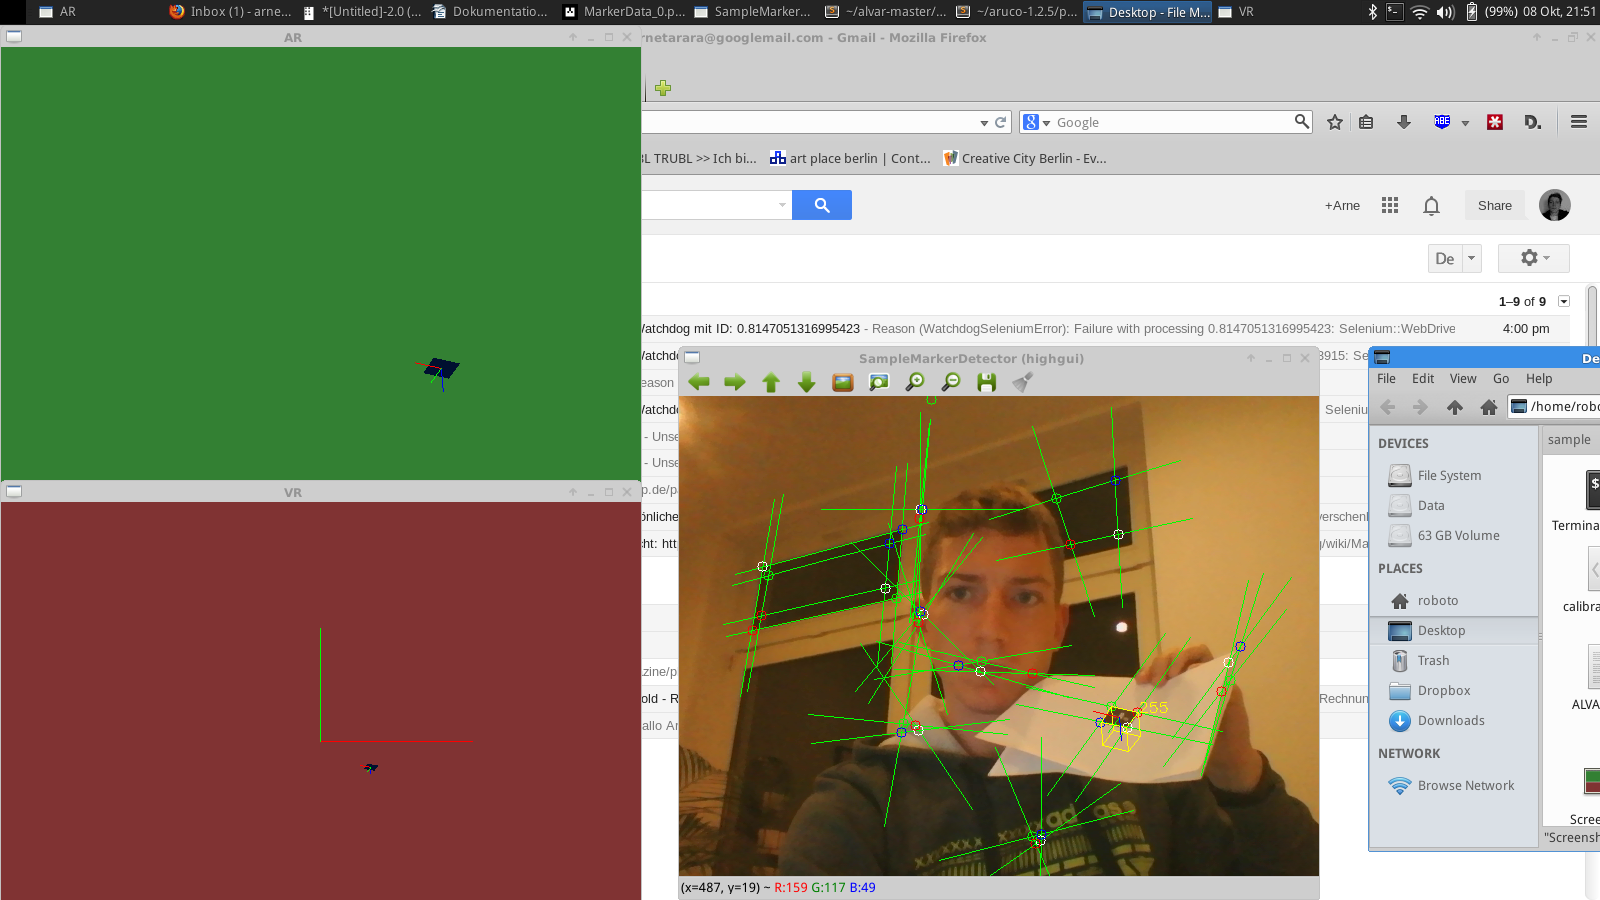 AR
Inbox (1) - arne...
*[Untitled]-2.0 (...
Dokumentatio...
MarkerData_0.p...
SampleMarker...
~/alvar-master/...
~/aruco-1.2.5/p...
Desktop - File M...
VR
(99%) 08 Okt, 21:51
AR
rnetarara@googlemail.com - Gmail - Mozilla Firefox
Google
ABE
D.
L TRUBL >> Ich bi...
art place berlin | Cont...
Creative City Berlin - Ev...
+Arne
Share
De
1–9 of 9
/atchdog mit ID: 0.8147051316995423 - Reason (WatchdogSeleniumError): Failure with processing 0.8147051316995423: Selenium::WebDrive
4:00 pm
/atchd
3915: Se
eason
/atchd
Seleniu
- Unse
- Unse
p.de/p
önliche
verschenl
cht: htt
g/wiki/Ma
zine/p
old - R
Rechnun
allo Ar
SampleMarkerDetector (highgui)
255
adidas
(x=487, y=19) ~ R:159 G:117 B:49
VR
De
File Edit View Go Help
/home/robo
DEVICES
File System
Data
63 GB Volume
PLACES
roboto
Desktop
Trash
Dropbox
Downloads
NETWORK
Browse Network
sample
$
Termina
calibra
ALVA
Scree
"Screensh